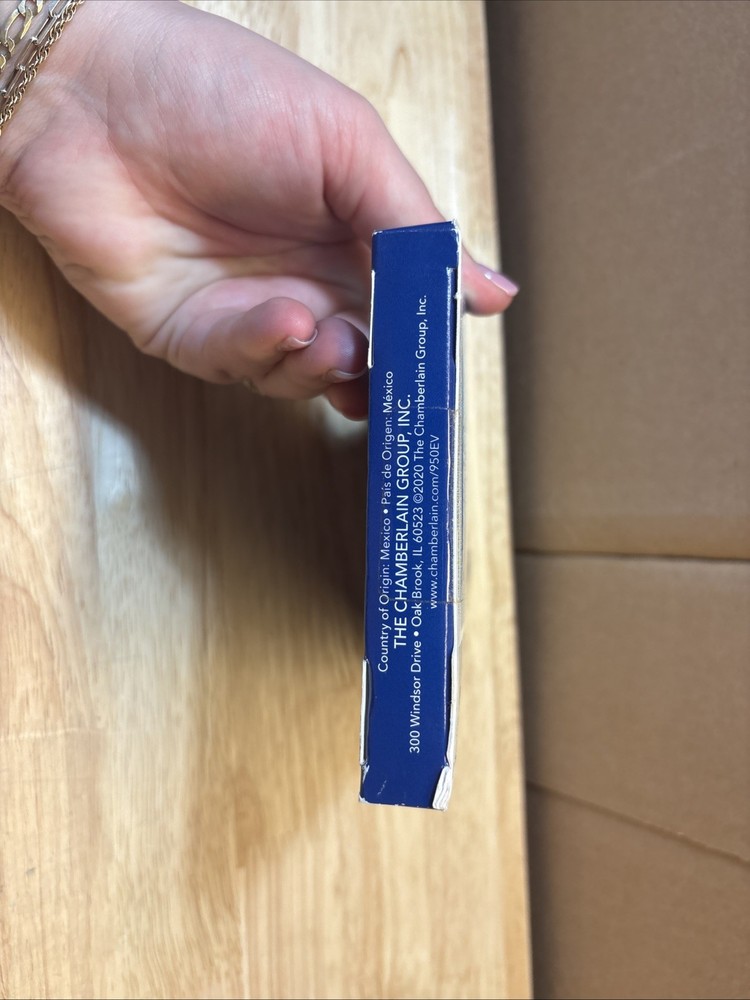 Country of Origin: Mexico • País de Origen: México
THE CHAMBERLAIN GROUP, INC.
300 Windsor Drive • Oak Brook, IL 60523 ©2020 The Chamberlain Group, Inc.
www.chamberlain.com/950EV